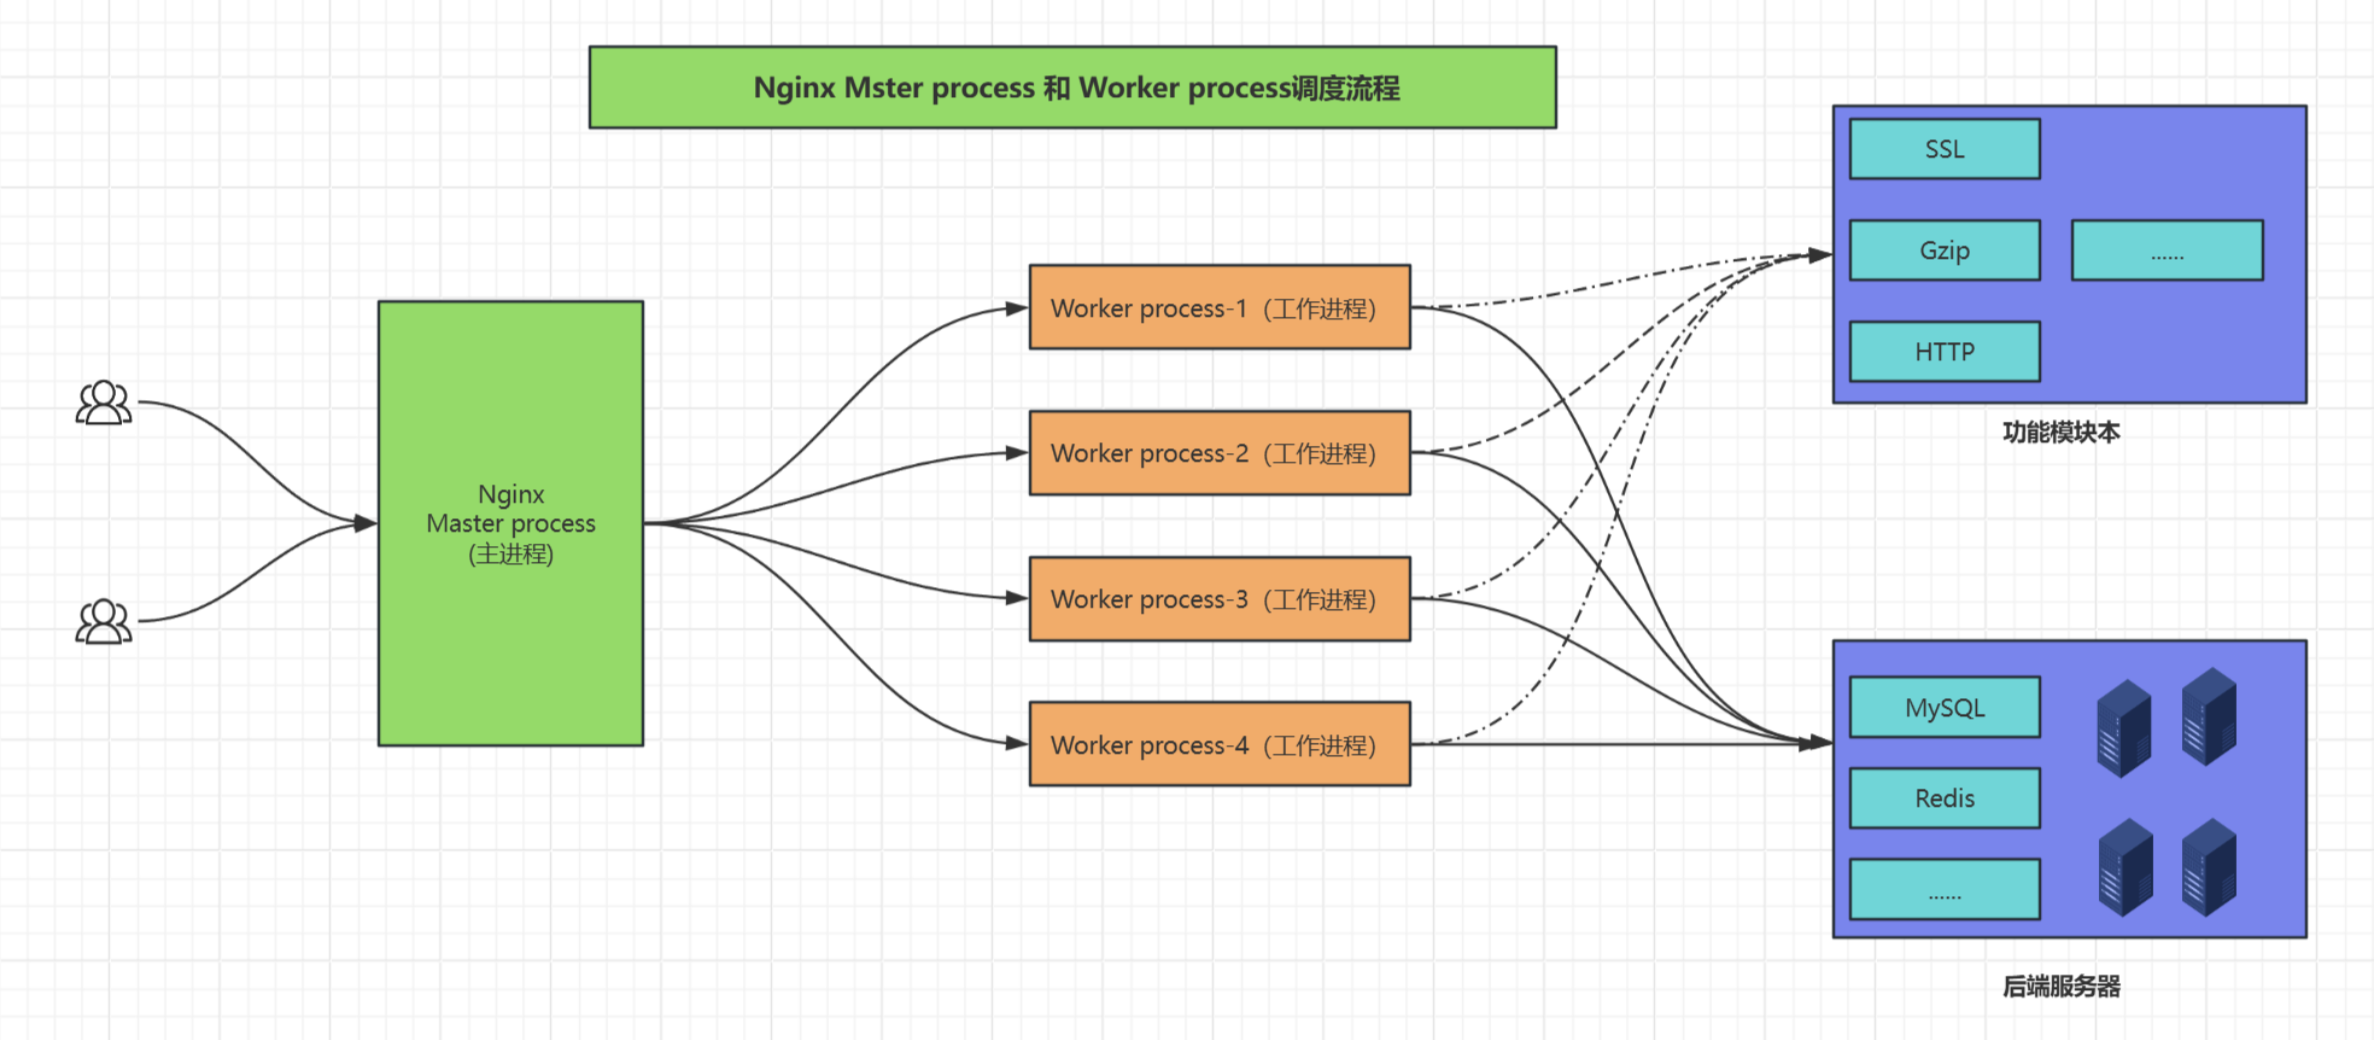 Nginx Mster process 和 Worker process调度流程
Nginx
Master process
(主进程)
Worker process-1（工作进程）
Worker process-2（工作进程）
Worker process-3（工作进程）
Worker process-4（工作进程）
SSL
Gzip
......
HTTP
功能模块本
MySQL
Redis
......
后端服务器